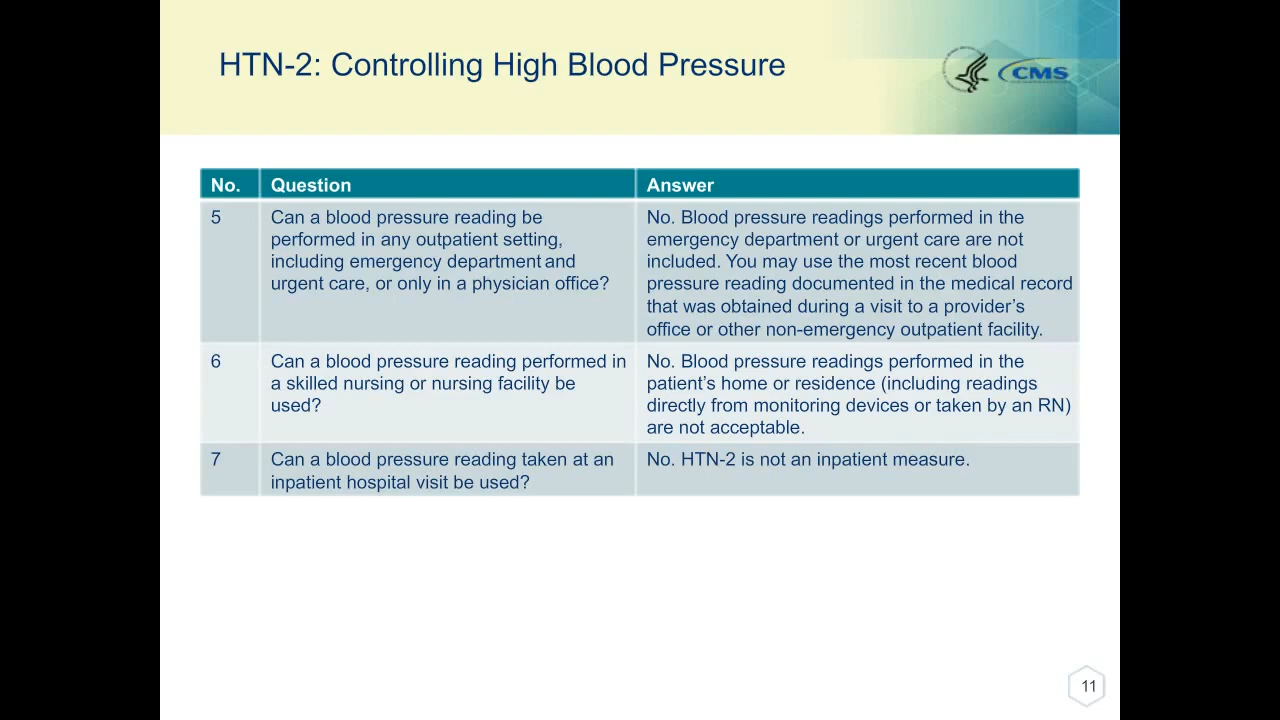 HTN-2: Controlling High Blood Pressure
CMS
No. Question Answer
5 Can a blood pressure reading be
performed in any outpatient setting,
including emergency department and
urgent care, or only in a physician office?
No. Blood pressure readings performed in the
emergency department or urgent care are not
included. You may use the most recent blood
pressure reading documented in the medical record
that was obtained during a visit to a provider’s
office or other non-emergency outpatient facility.
6 Can a blood pressure reading performed in
a skilled nursing or nursing facility be
used?
No. Blood pressure readings performed in the
patient’s home or residence (including readings
directly from monitoring devices or taken by an RN)
are not acceptable.
7 Can a blood pressure reading taken at an
inpatient hospital visit be used?
No. HTN-2 is not an inpatient measure.
11